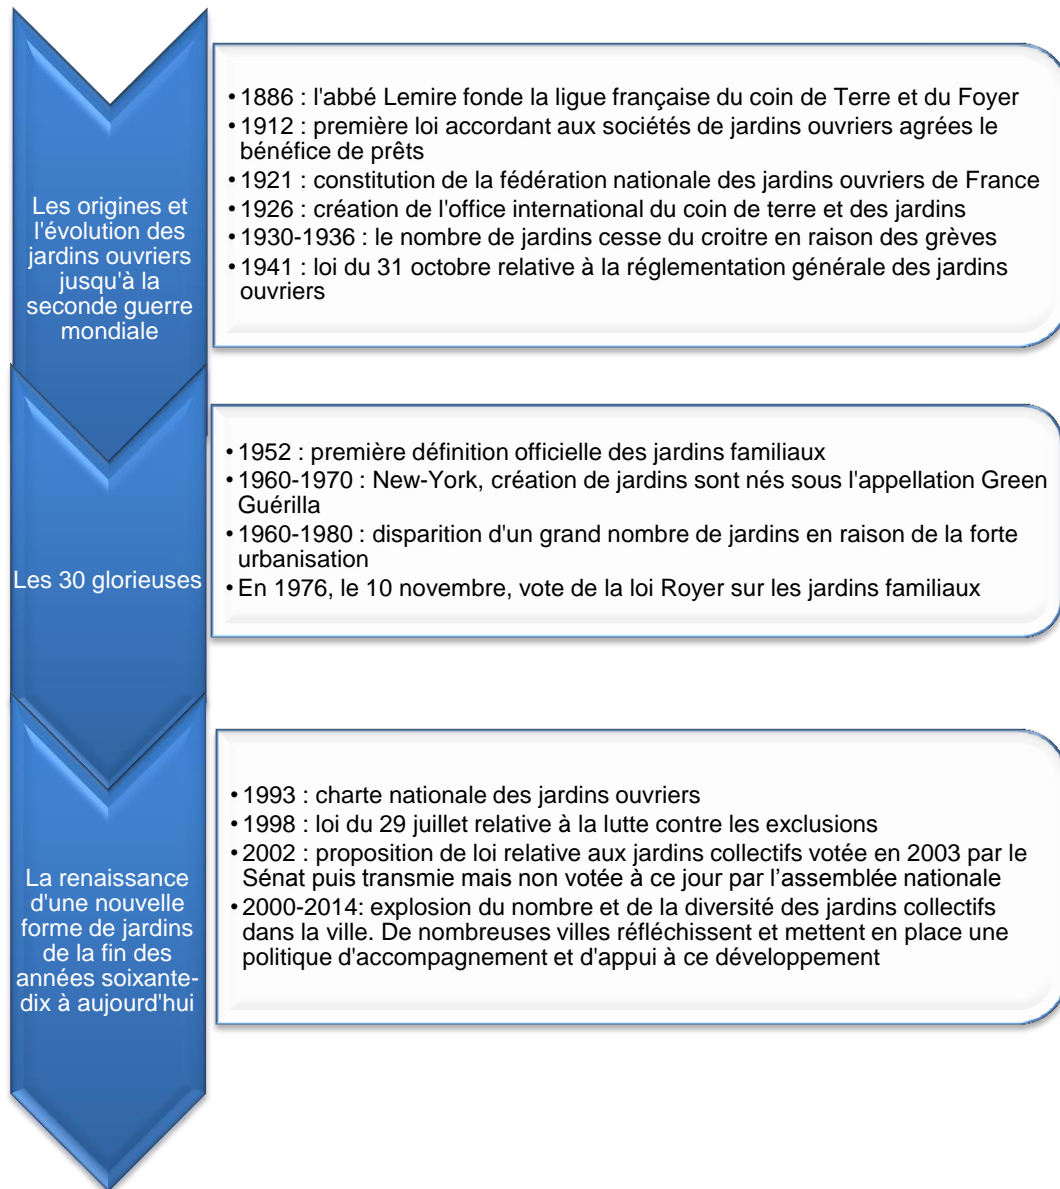 Les origines et
l'évolution des
jardins ouvriers
jusqu'à la
seconde guerre
mondiale
• 1886 : l'abbé Lemire fonde la ligue française du coin de Terre et du Foyer
• 1912 : première loi accordant aux sociétés de jardins ouvriers agrées le
bénéfice de prêts
• 1921 : constitution de la fédération nationale des jardins ouvriers de France
• 1926 : création de l'office international du coin de terre et des jardins
• 1930-1936 : le nombre de jardins cesse du croitre en raison des grèves
• 1941 : loi du 31 octobre relative à la réglementation générale des jardins
ouvriers
Les 30 glorieuses
• 1952 : première définition officielle des jardins familiaux
• 1960-1970 : New-York, création de jardins sont nés sous l'appellation Green
Guérilla
• 1960-1980 : disparition d'un grand nombre de jardins en raison de la forte
urbanisation
• En 1976, le 10 novembre, vote de la loi Royer sur les jardins familiaux
La renaissance
d'une nouvelle
forme de jardins
de la fin des
années soixante-
dix à aujourd'hui
• 1993 : charte nationale des jardins ouvriers
• 1998 : loi du 29 juillet relative à la lutte contre les exclusions
• 2002 : proposition de loi relative aux jardins collectifs votée en 2003 par le
Sénat puis transmie mais non votée à ce jour par l’assemblée nationale
• 2000-2014: explosion du nombre et de la diversité des jardins collectifs
dans la ville. De nombreuses villes réfléchissent et mettent en place une
politique d'accompagnement et d'appui à ce développement